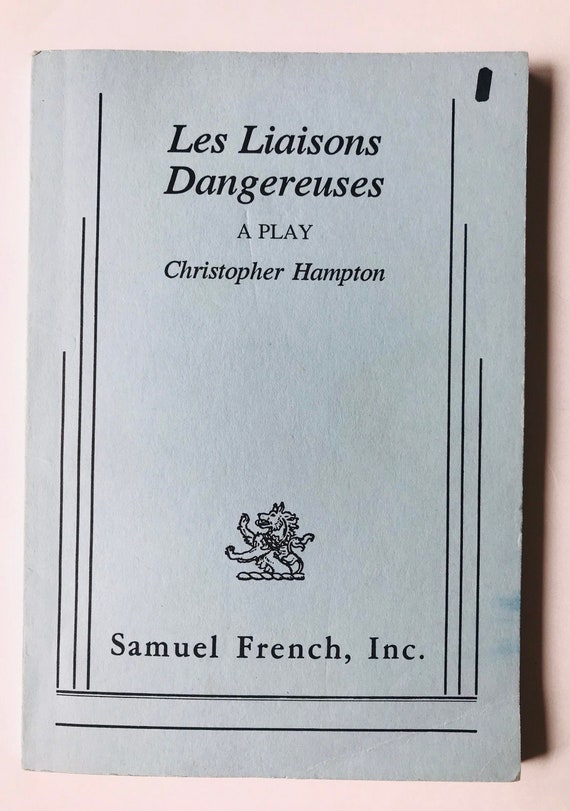 Les Liaisons
Dangereuses
A PLAY
Christopher Hampton
Samuel French, Inc.